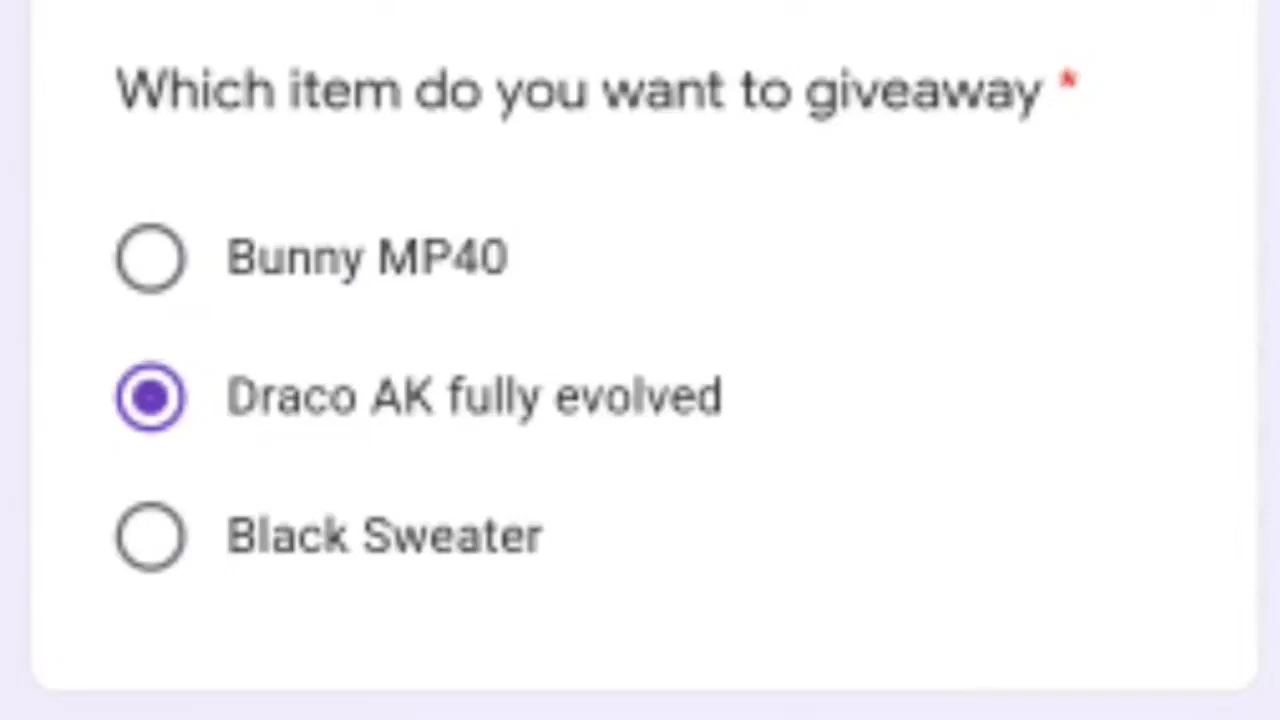 Which item do you want to giveaway *
Bunny MP40
Draco AK fully evolved
Black Sweater